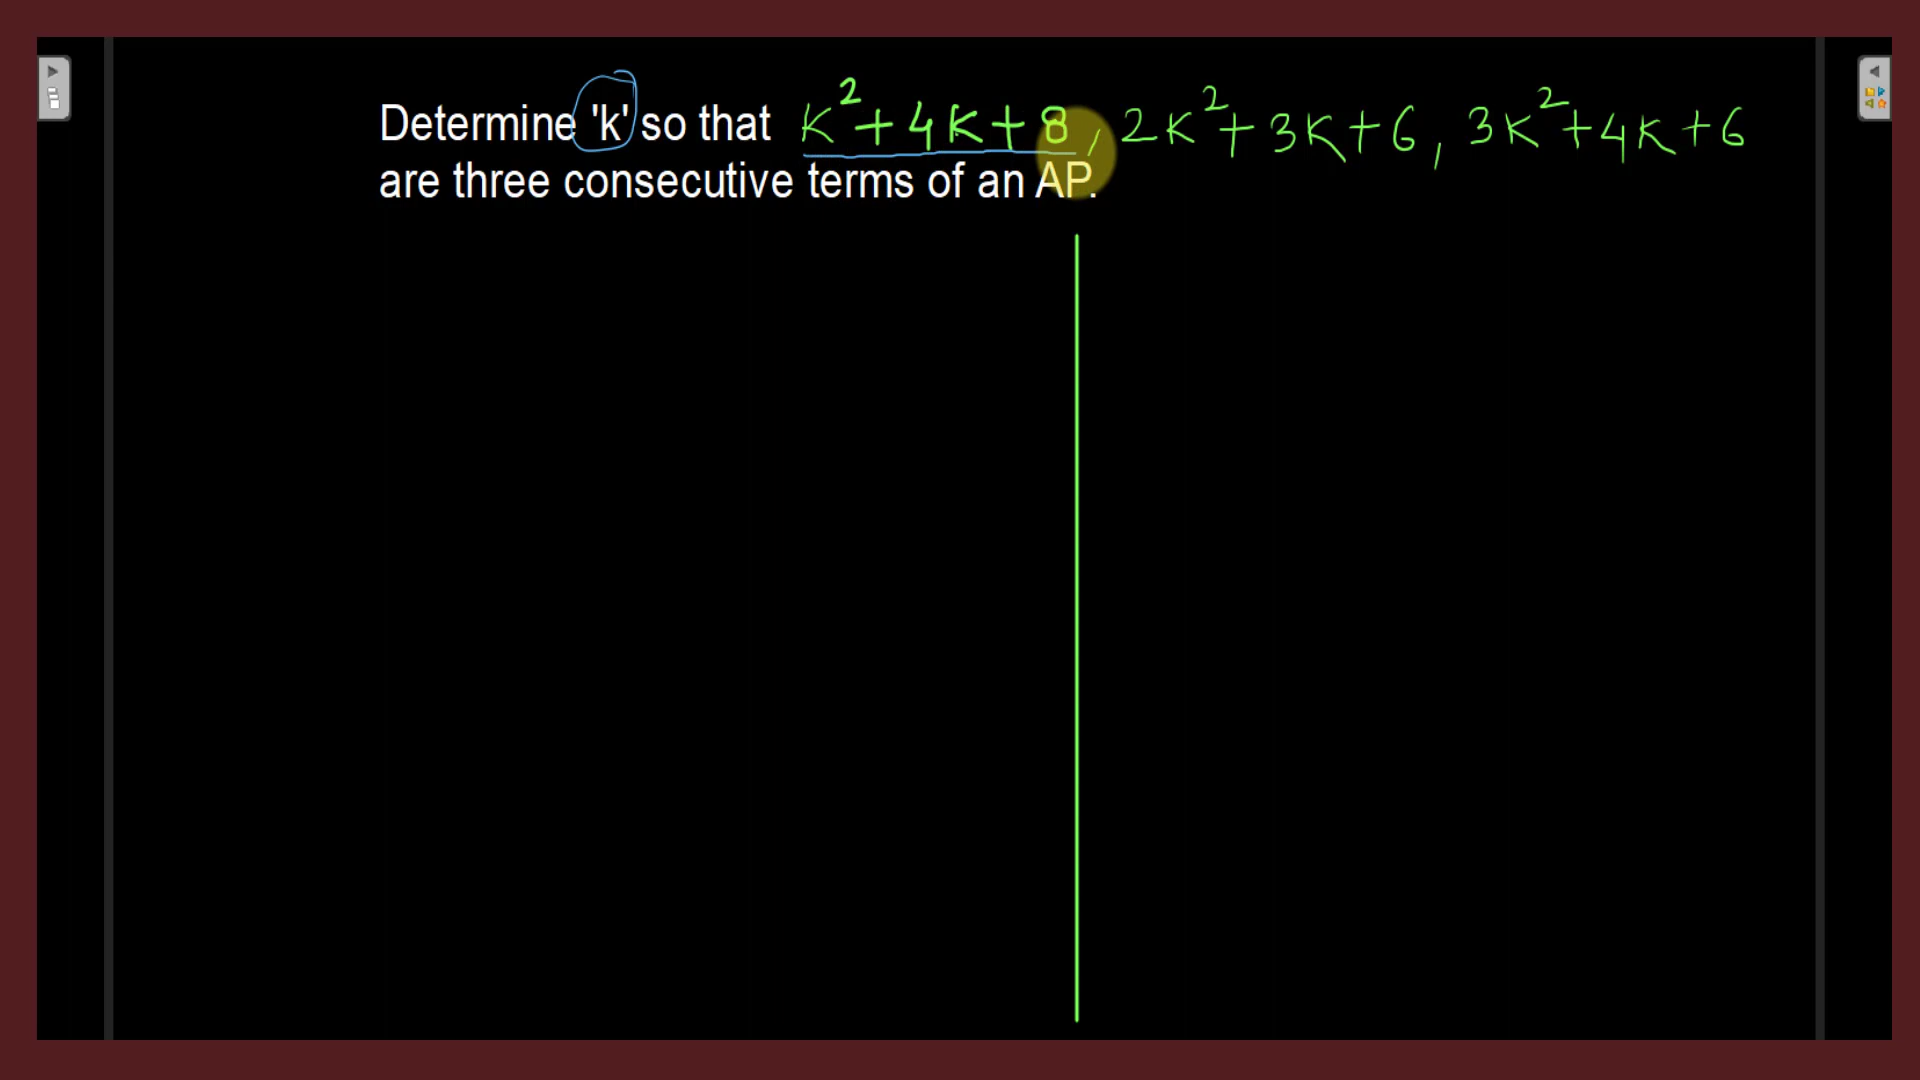 Determine 'k' so that K²+4K+8, 2K²+3K+6, 3K²+4K+6
are three consecutive terms of an AP.